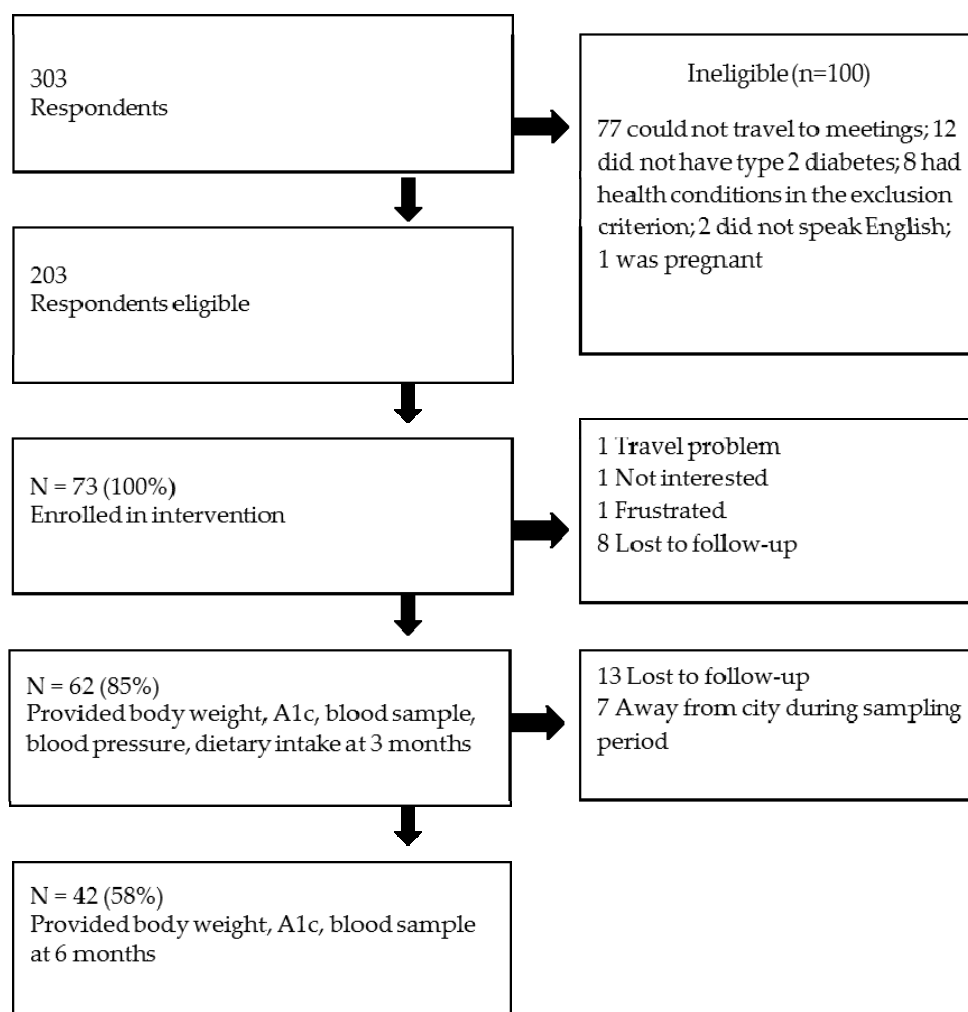 303
Respondents
Ineligible (n=100)
77 could not travel to meetings; 12
did not have type 2 diabetes; 8 had
health conditions in the exclusion
criterion; 2 did not speak English;
1 was pregnant
203
Respondents eligible
N = 73 (100%)
Enrolled in intervention
1 Travel problem
1 Not interested
1 Frustrated
8 Lost to follow-up
N = 62 (85%)
Provided body weight, A1c, blood sample,
blood pressure, dietary intake at 3 months
13 Lost to follow-up
7 Away from city during sampling
period
N = 42 (58%)
Provided body weight, A1c, blood sample
at 6 months